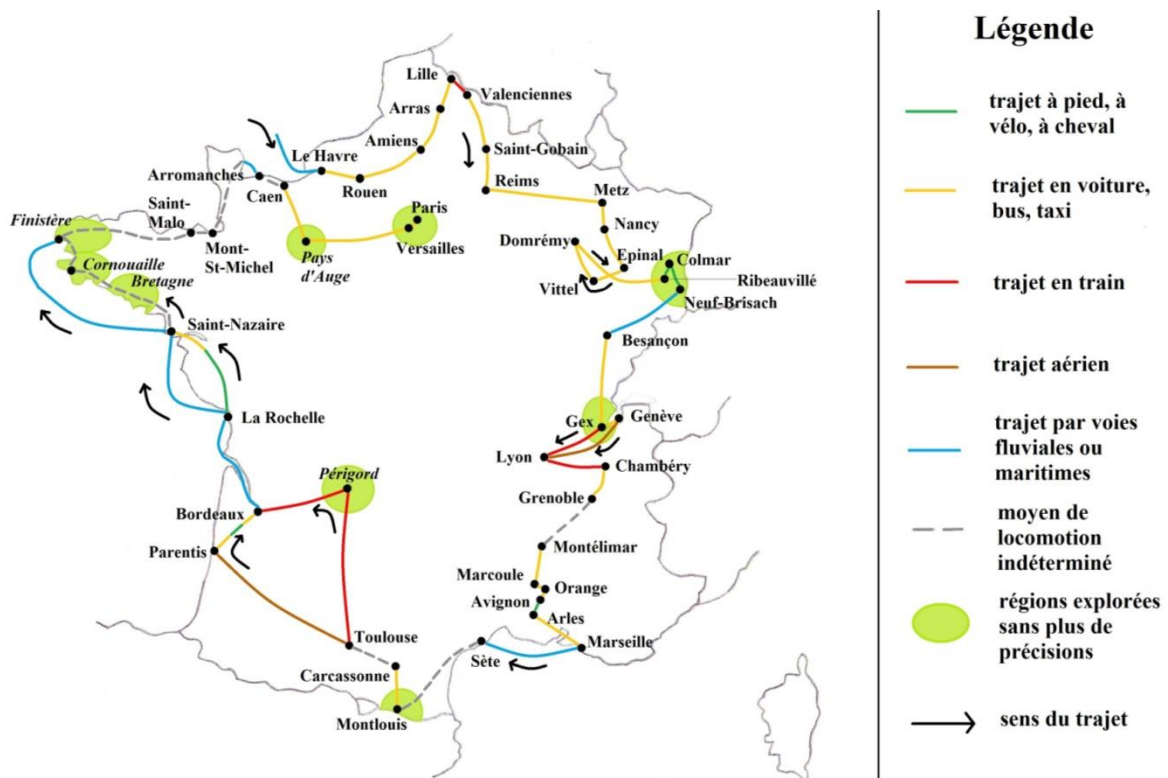 Lille
Valenciennes
Arras
Amiens
Saint-Gobain
Le Havre
Rouen
Reims
Arromanches
Caen
Metz
Nancy
Saint-
Malo
Paris
Versailles
Finistère
Mont-
St-Michel
Pays
d'Auge
Domrémy
Epinal
Colmar
Cornouaille
Bretagne
Vittel
Ribeauvillé
Neuf-Brisach
Saint-Nazaire
Besançon
La Rochelle
Gex
Genève
Lyon
Chambéry
Périgord
Grenoble
Bordeaux
Parentis
Montélimar
Marcoule
Orange
Avignon
Arles
Toulouse
Marseille
Sète
Carcassonne
Montlouis
Légende
trajet à pied, à
vélo, à cheval
trajet en voiture,
bus, taxi
trajet en train
trajet aérien
trajet par voies
fluviales ou
maritimes
moyen de
locomotion
indéterminé
régions explorées
sans plus de
précisions
sens du trajet